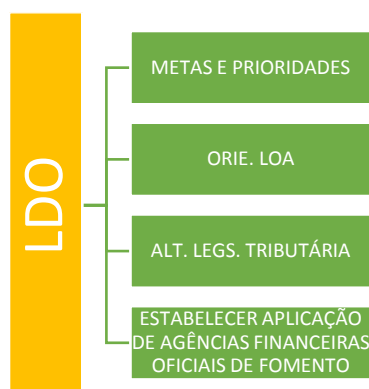 LDO
METAS E PRIORIDADES
ORIE. LOA
ALT. LEGS. TRIBUTÁRIA
ESTABELECER APLICAÇÃO
DE AGÊNCIAS FINANCEIRAS
OFICIAIS DE FOMENTO